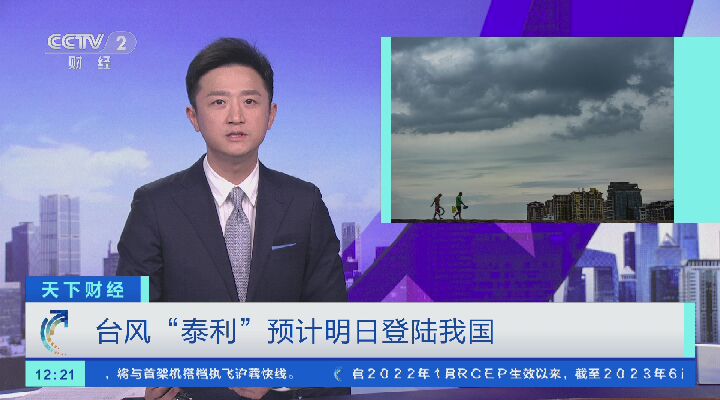 CCTV 2
财经
天下财经
台风“泰利”预计明日登陆我国
12:21
，将与首架机搭档执飞沪蓉快线。 自2022年1月RCEP生效以来，截至2023年6月